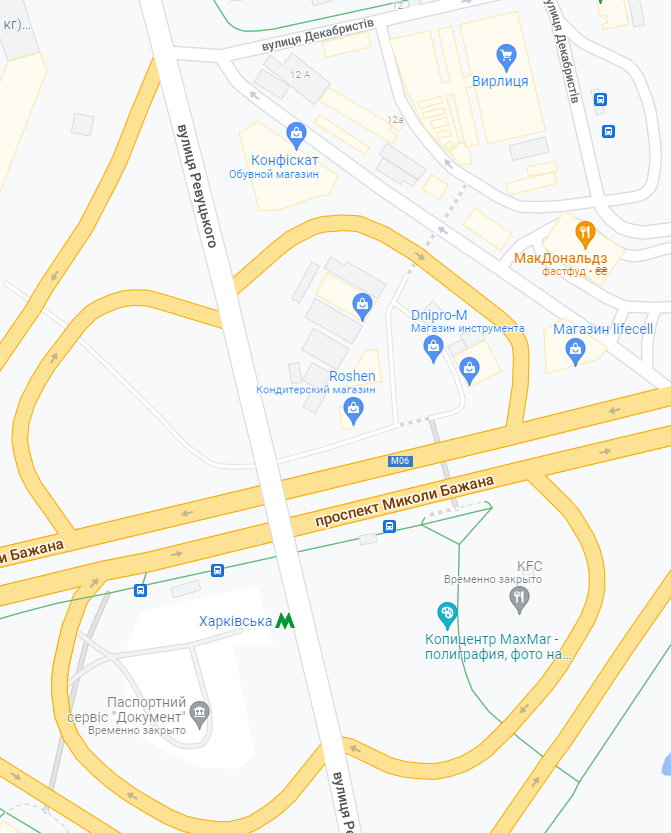 кг)...
12
вулиця Декабристів
вулиця Декабристів
12 А
Вирлиця
12а
вулиця Ревуцького
Конфіскат
Обувной магазин
МакДональдз
фастфуд • ₴₴
Dnipro-M
Магазин инструмента
Магазин lifecell
Roshen
Кондитерский магазин
M06
проспект Миколи Бажана
и Бажана
KFC
Временно закрыто
Харківська
Копицентр MaxMar -
полиграфия, фото на...
Паспортний
сервіс "Документ"
Временно закрыто
вулиця Ре